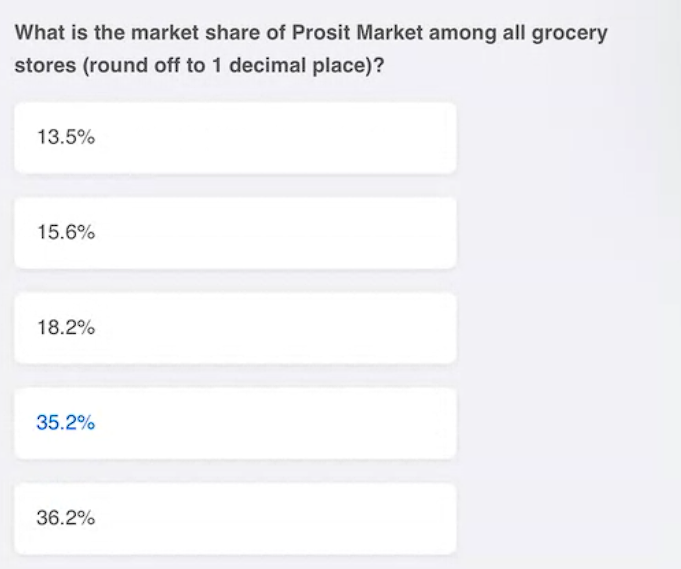 What is the market share of Prosit Market among all grocery
stores (round off to 1 decimal place)?
13.5%
15.6%
18.2%
35.2%
36.2%